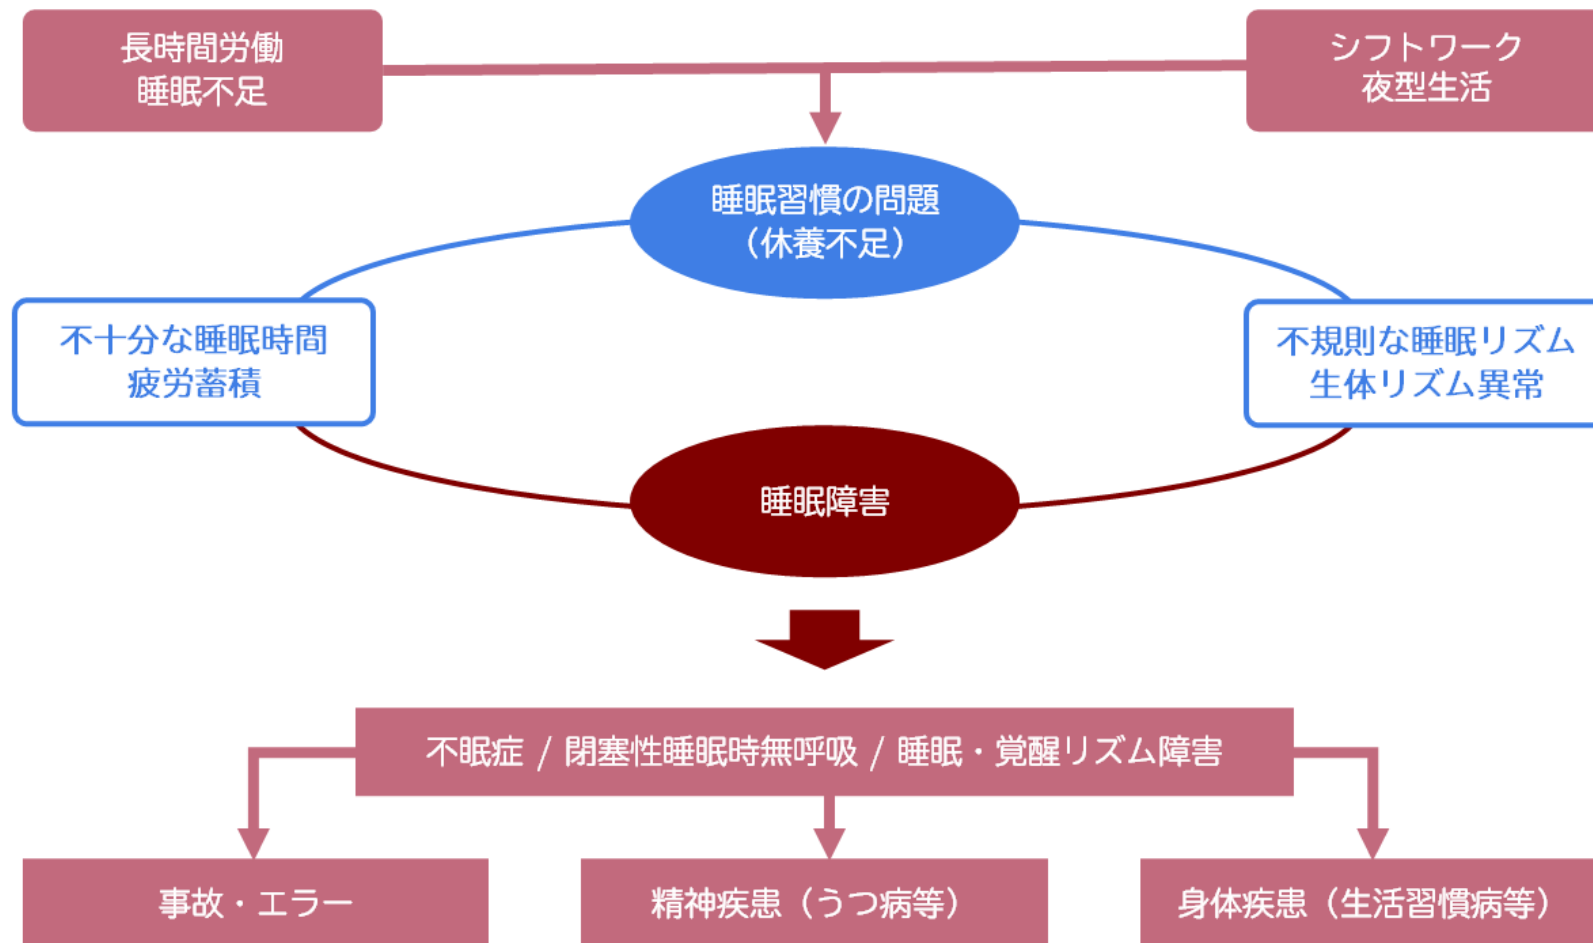 長時間労働
睡眠不足
シフトワーク
夜型生活
睡眠習慣の問題
（休養不足）
不十分な睡眠時間
疲労蓄積
不規則な睡眠リズム
生体リズム異常
睡眠障害
不眠症 / 閉塞性睡眠時無呼吸 / 睡眠・覚醒リズム障害
事故・エラー
精神疾患（うつ病等）
身体疾患（生活習慣病等）